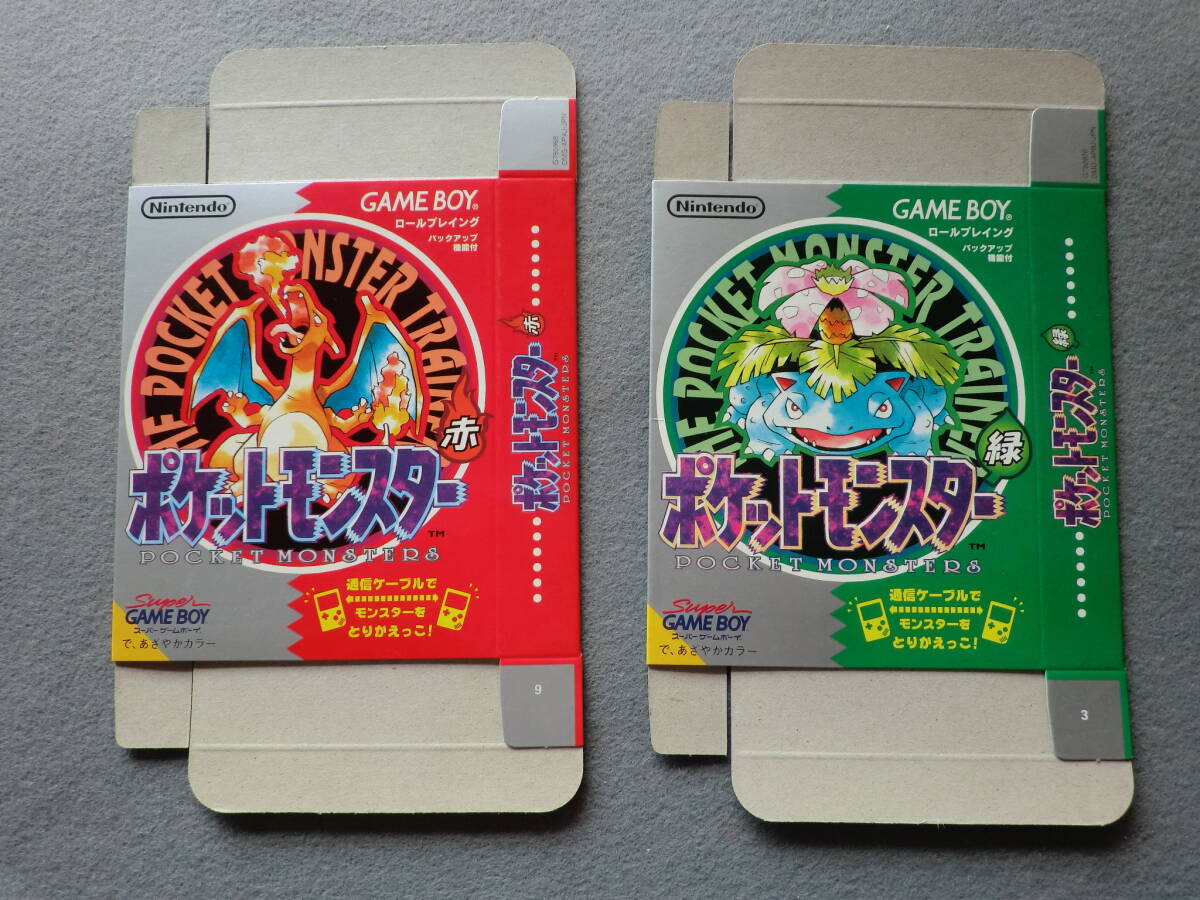 Nintendo
GAME BOY®
ロールプレイング
バックアップ
機能付
POCKET MONSTER TRAINE
赤
ポケットモンスター
TM
POCKET MONSTERS
通信ケーブルで
モンスターを
とりかえっこ!
Super
GAME BOY
スーパーゲームボーイ
で、あざやかカラー
赤
ポケットモンスター
POCKET MONSTERS
9
Nintendo
GAME BOY®
ロールプレイング
バックアップ
機能付
POCKET MONSTER TRAINE
緑
ポケットモンスター
TM
POCKET MONSTERS
通信ケーブルで
モンスターを
とりかえっこ!
Super
GAME BOY
スーパーゲームボーイ
で、あざやかカラー
緑
ポケットモンスター
POCKET MONSTERS
3